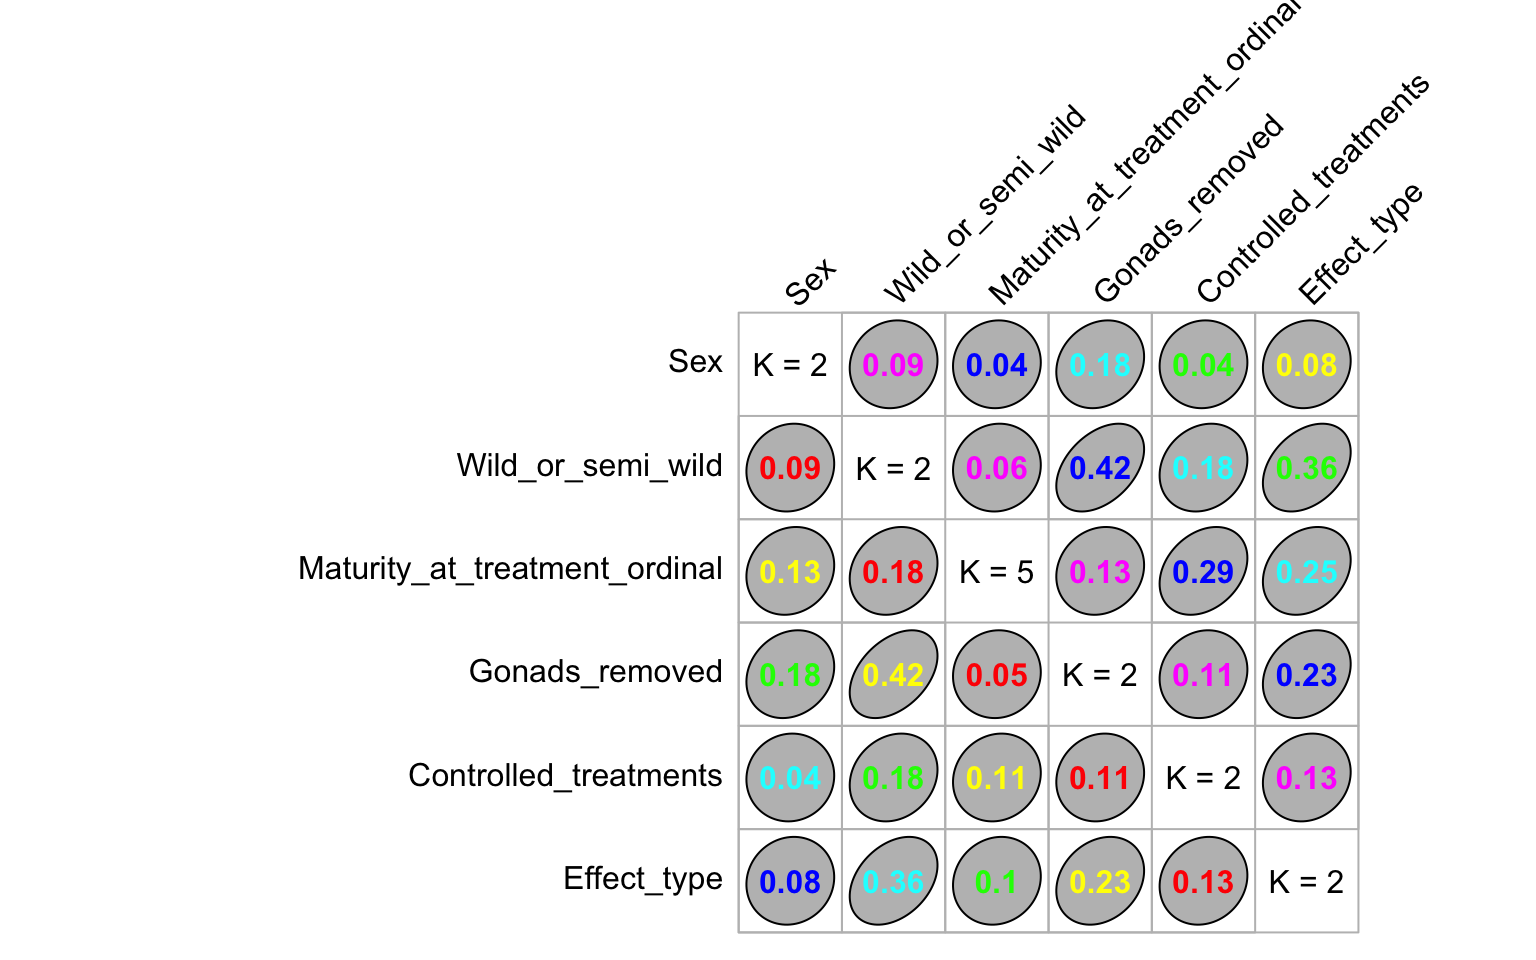 Sex
Wild_or_semi_wild
Maturity_at_treatment_ordinal
Gonads_removed
Controlled_treatments
Effect_type
Sex K = 2 0.09 0.04 0.18 0.04 0.08
Wild_or_semi_wild 0.09 K = 2 0.06 0.42 0.18 0.36
Maturity_at_treatment_ordinal 0.13 0.18 K = 5 0.13 0.29 0.25
Gonads_removed 0.18 0.42 0.05 K = 2 0.11 0.23
Controlled_treatments 0.04 0.18 0.11 0.11 K = 2 0.13
Effect_type 0.08 0.36 0.1 0.23 0.13 K = 2